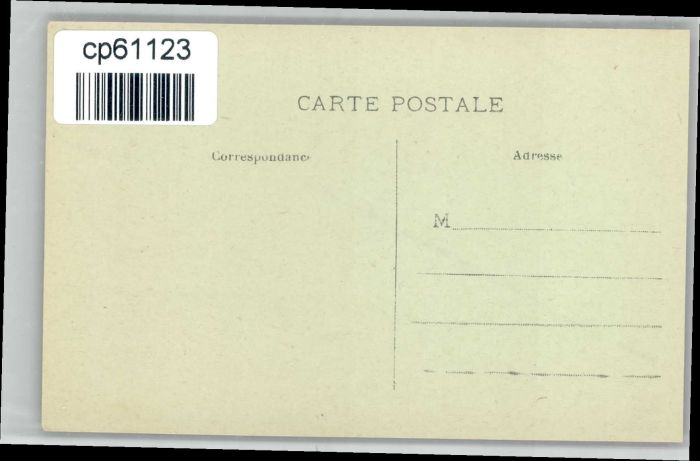 cp61123
CARTE POSTALE
Correspondance
Adresse
M